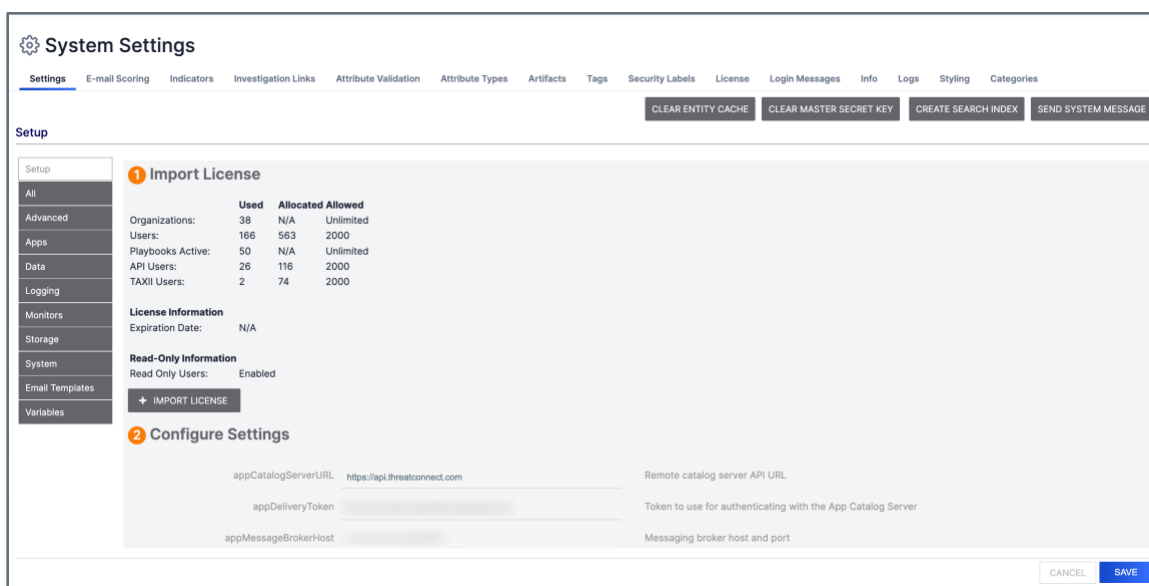 System Settings
Settings E-mail Scoring Indicators Investigation Links Attribute Validation Attribute Types Artifacts Tags Security Labels License Login Messages Info Logs Styling Categories
CLEAR ENTITY CACHE CLEAR MASTER SECRET KEY CREATE SEARCH INDEX SEND SYSTEM MESSAGE
Setup
Setup
All
Advanced
Apps
Data
Logging
Monitors
Storage
System
Email Templates
Variables
1 Import License
Used Allocated Allowed
Organizations: 38 N/A Unlimited
Users: 166 563 2000
Playbooks Active: 50 N/A Unlimited
API Users: 26 116 2000
TAXII Users: 2 74 2000
License Information
Expiration Date: N/A
Read-Only Information
Read Only Users: Enabled
+ IMPORT LICENSE
2 Configure Settings
appCatalogServerURL https://api.threatconnect.com Remote catalog server API URL
appDeliveryToken Token to use for authenticating with the App Catalog Server
appMessageBrokerHost Messaging broker host and port
CANCEL SAVE